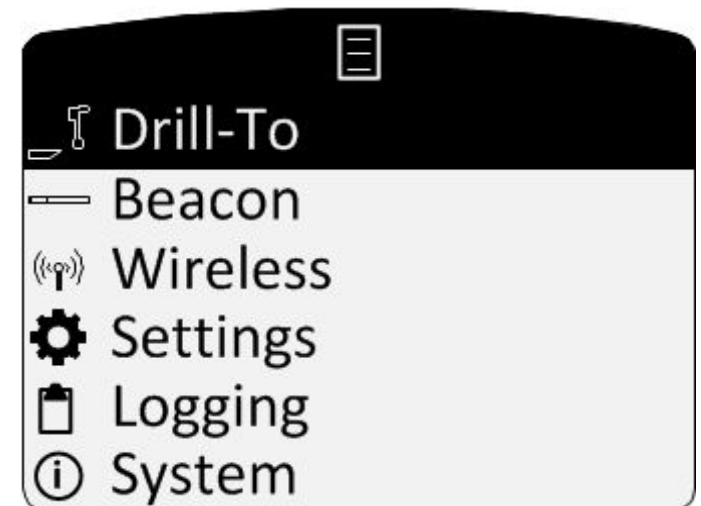 Drill-To
Beacon
Wireless
Settings
Logging
System